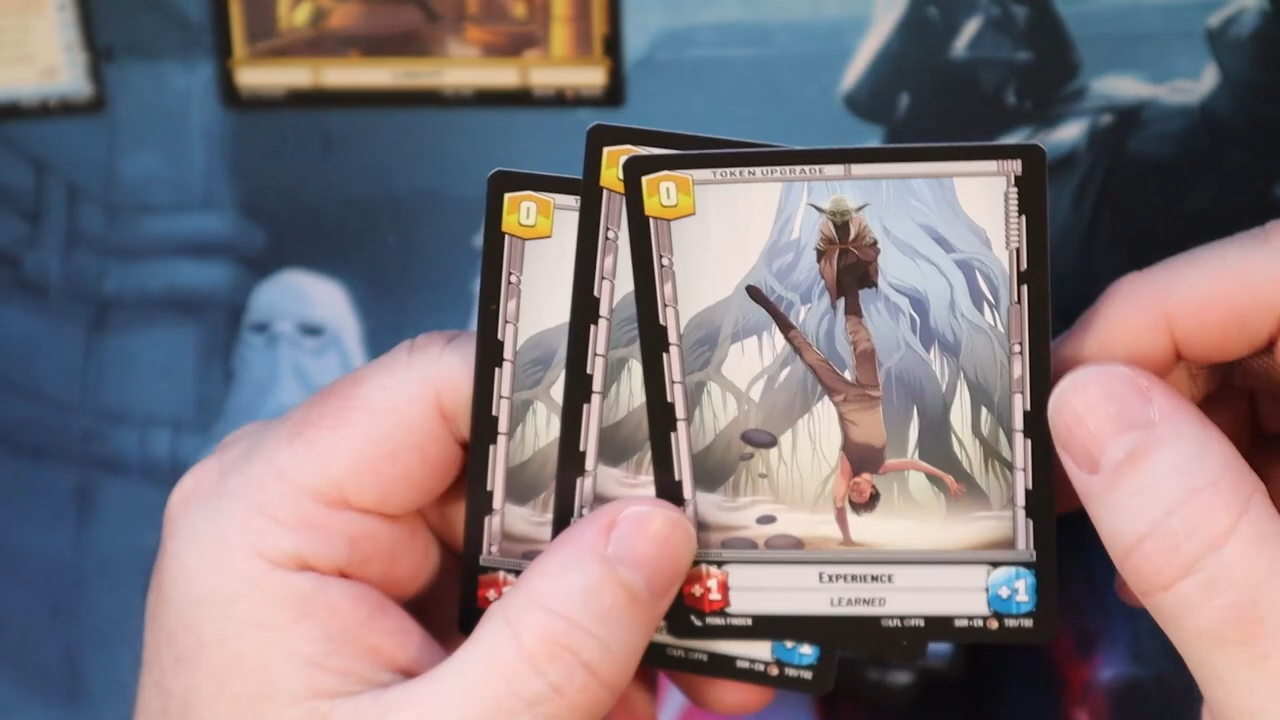 TOKEN UPGRADE
0
0
+1
EXPERIENCE
+1
LEARNED
MONA FINDEN
©LFL ©FFG
SOR • EN
T01/T02
©LFL ©FFG
SOR • EN
T01/T02